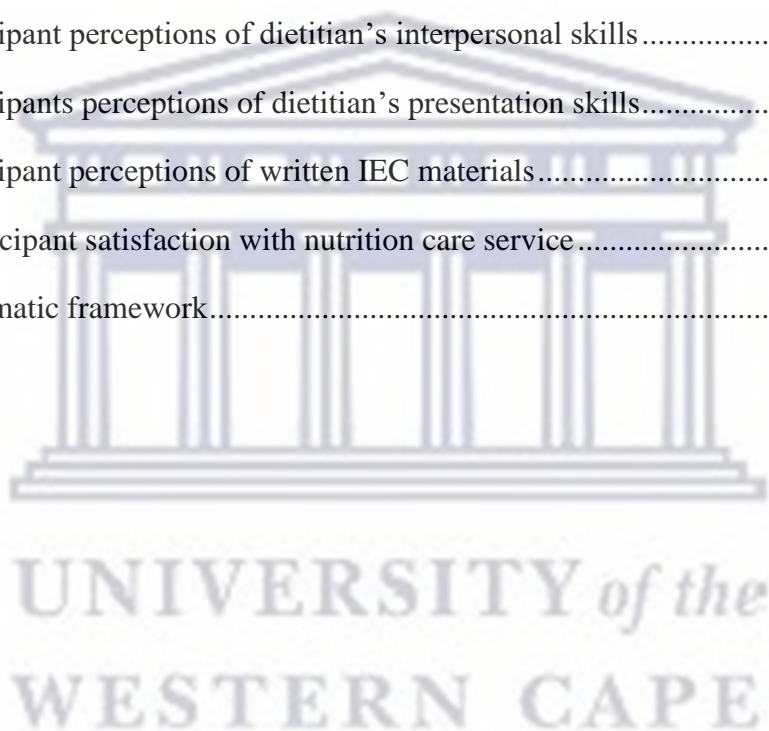 ipant perceptions of dietitian’s interpersonal skills.................
ipants perceptions of dietitian’s presentation skills.................
ipant perceptions of written IEC materials..............................
cipant satisfaction with nutrition care service.........................
matic framework.........................................................................
UNIVERSITY of the
WESTERN CAPE